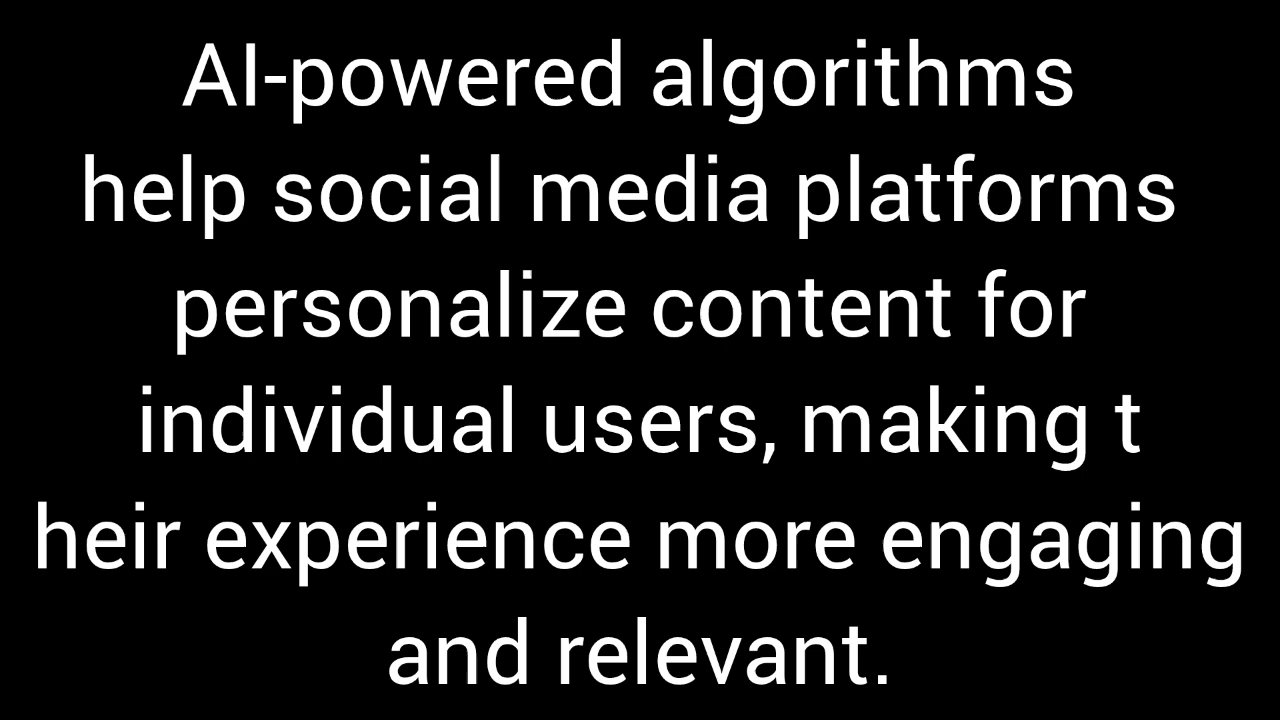 AI-powered algorithms
help social media platforms
personalize content for
individual users, making t
heir experience more engaging
and relevant.